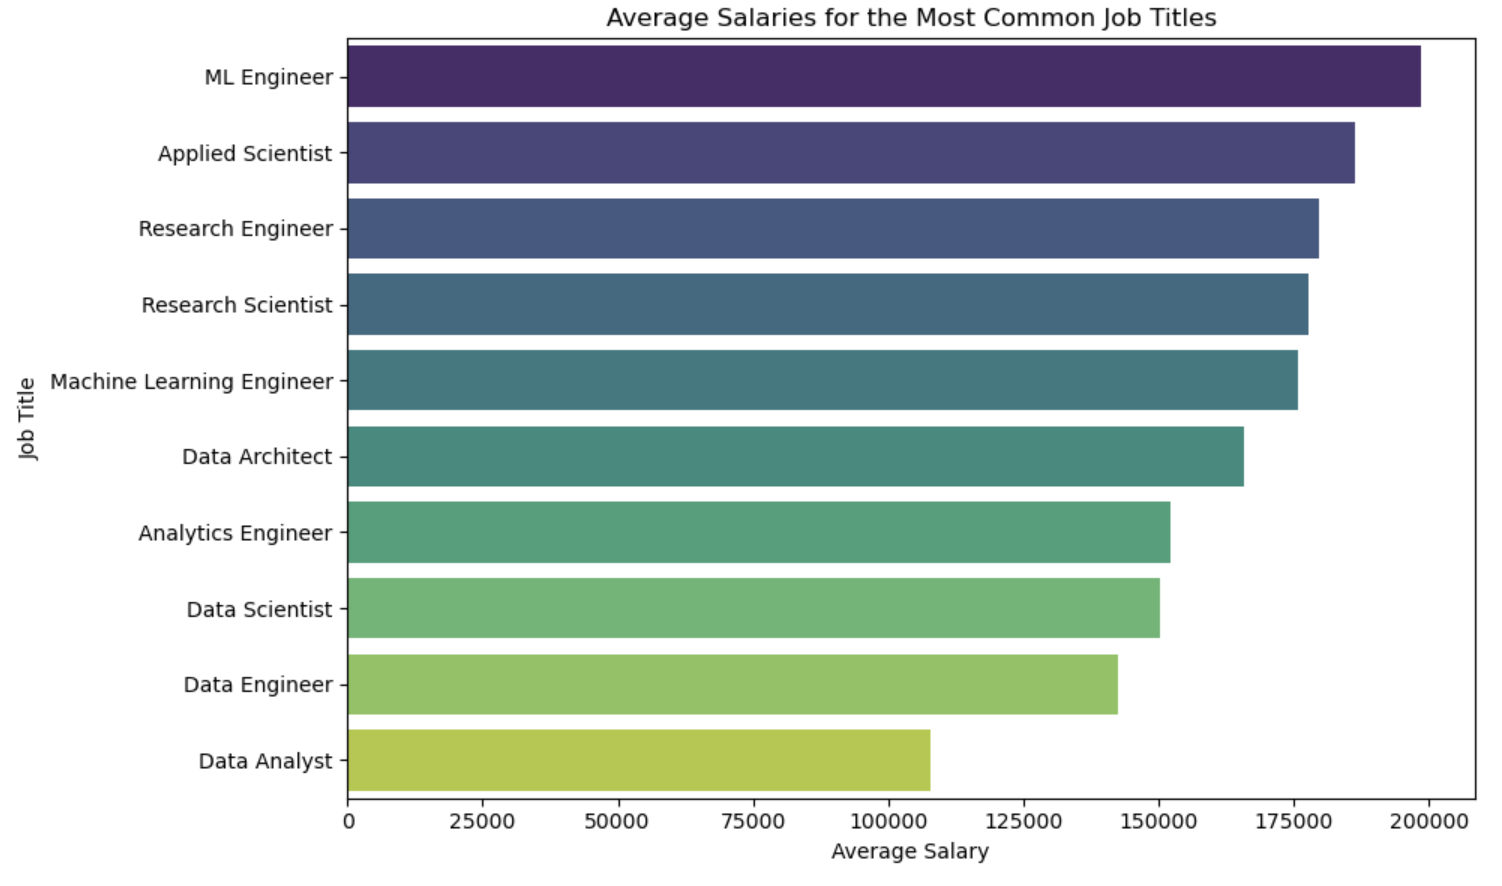 Average Salaries for the Most Common Job Titles
Job Title
ML Engineer
Applied Scientist
Research Engineer
Research Scientist
Machine Learning Engineer
Data Architect
Analytics Engineer
Data Scientist
Data Engineer
Data Analyst
0 25000 50000 75000 100000 125000 150000 175000 200000
Average Salary